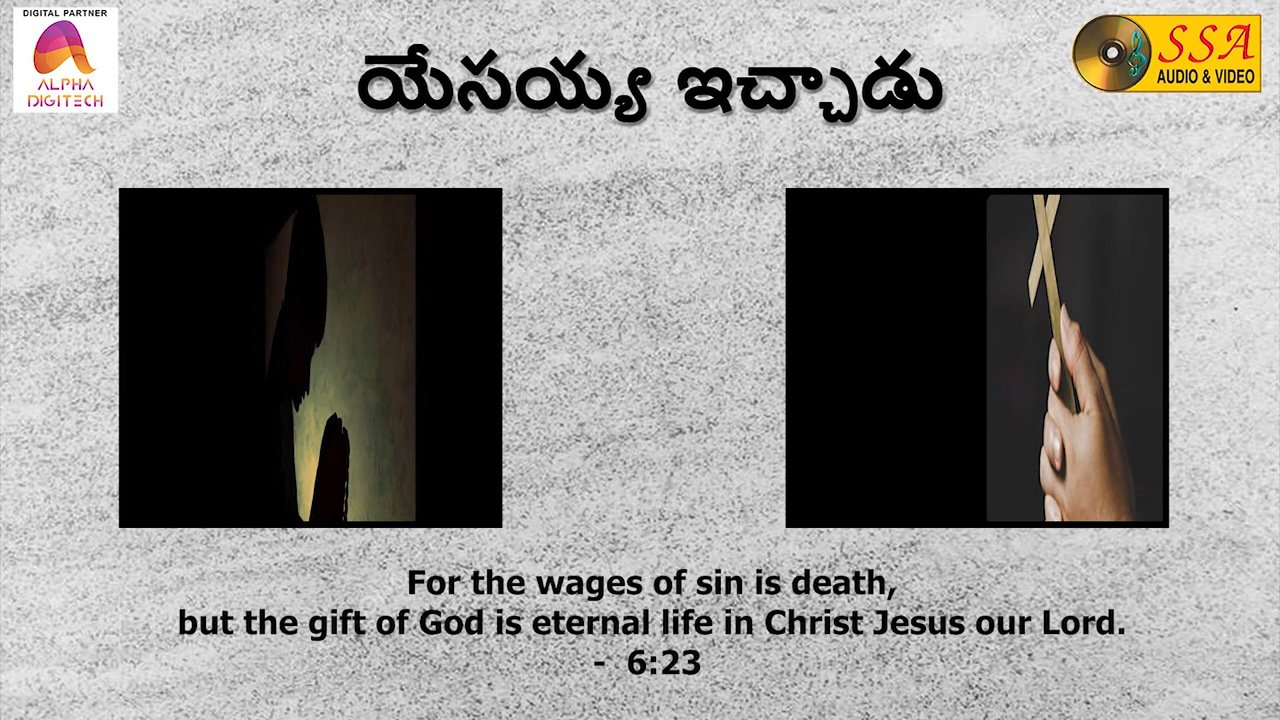 DIGITAL PARTNER
ALPHA
DIGITECH
యేసయ్య ఇచ్చాడు
SSA
AUDIO & VIDEO
For the wages of sin is death,
but the gift of God is eternal life in Christ Jesus our Lord.
- 6:23